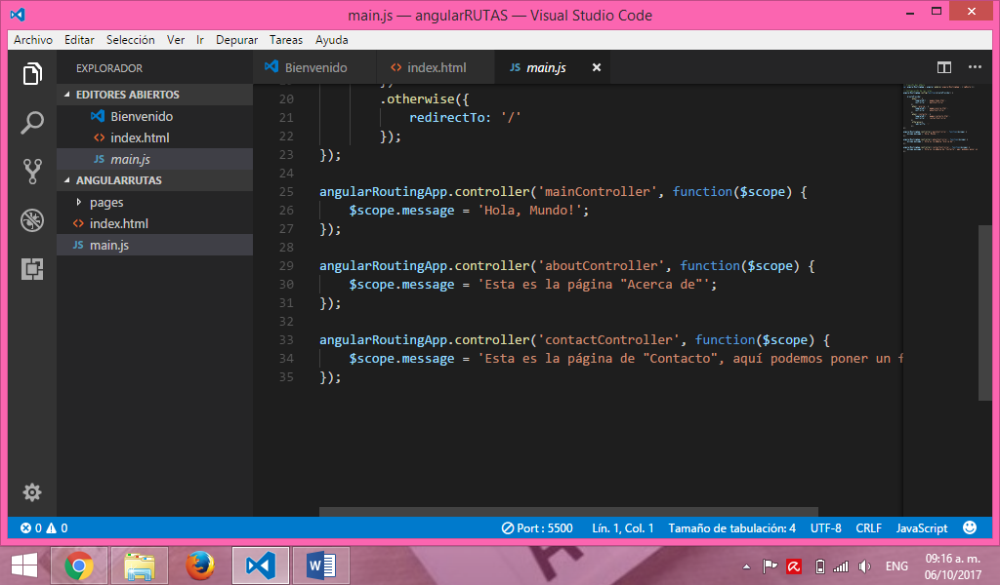 main.js — angularRUTAS — Visual Studio Code
Archivo Editar Selección Ver Ir Depurar Tareas Ayuda
EXPLORADOR
EDITORES ABIERTOS
Bienvenido
<> index.html
JS main.js
ANGULARRUTAS
pages
<> index.html
JS main.js
Bienvenido <> index.html JS main.js
20 .otherwise({
21 redirectTo: '/'
22 });
23 });
24
25 angularRoutingApp.controller('mainController', function($scope) {
26 $scope.message = 'Hola, Mundo!';
27 });
28
29 angularRoutingApp.controller('aboutController', function($scope) {
30 $scope.message = 'Esta es la página "Acerca de"';
31 });
32
33 angularRoutingApp.controller('contactController', function($scope) {
34 $scope.message = 'Esta es la página de "Contacto", aquí podemos poner un f
35 });
0 0 Port : 5500 Lín. 1, Col. 1 Tamaño de tabulación: 4 UTF-8 CRLF JavaScript
ENG 09:16 a. m.
06/10/2017